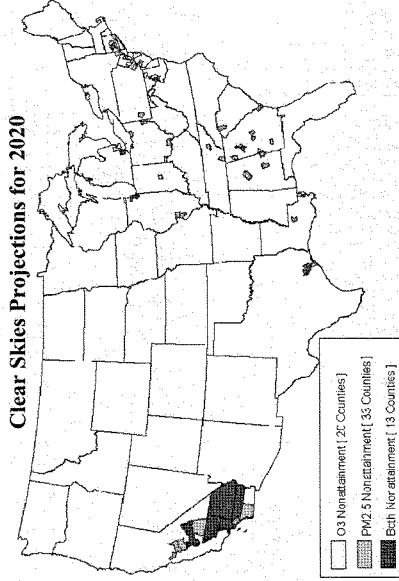 Clear Skies Projections for 2020
O3 Nonattainment [ 20 Counties ]
PM2.5 Nonattainment [ 33 Counties ]
Both Nonattainment [ 13 Counties ]